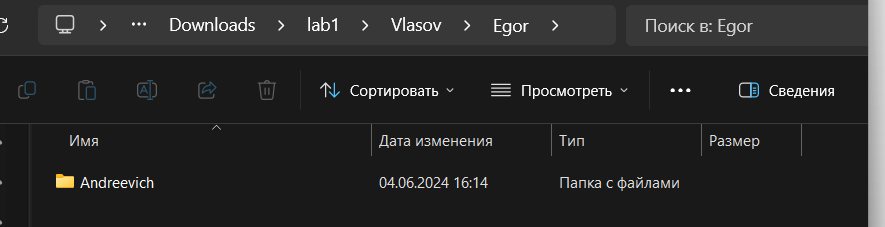 Downloads > lab1 > Vlasov > Egor > Поиск в: Egor
Сортировать Просмотреть Сведения
Имя Дата изменения Тип Размер
Andreevich 04.06.2024 16:14 Папка с файлами